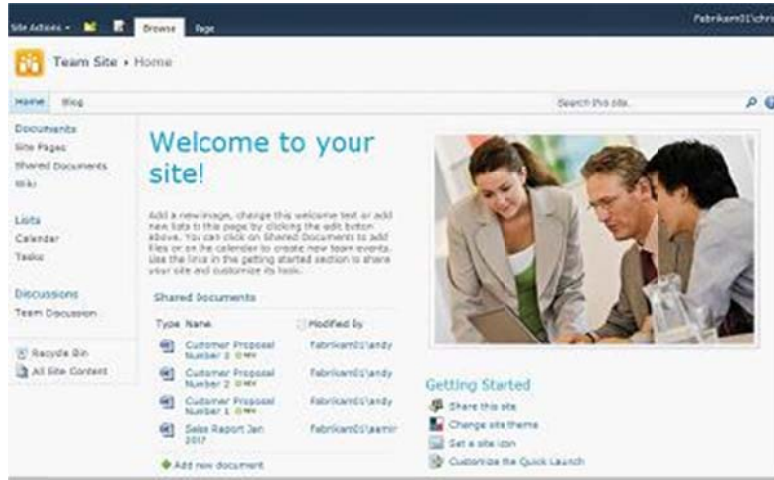 Site Actions
Browse
Page
Fabrikam01\chris
Team Site
Home
Home
Blog
Search this site...
Documents
Site Pages
Shared Documents
Wiki
Lists
Calendar
Tasks
Discussions
Team Discussion
Recycle Bin
All Site Content
Welcome to your
site!
Add a new image, change this welcome text or add
new lists to this page by clicking the edit button
above. You can click on Shared Documents to add
files or on the calendar to create new team events.
Use the links in the getting started section to share
your site and customize its look.
Shared Documents
Type Name Modified By
Customer Proposal Fabrikam01\andy
Number 3 NEW
Customer Proposal Fabrikam01\andy
Number 2 NEW
Customer Proposal Fabrikam01\andy
Number 1 NEW
Sales Report Jan Fabrikam01\aamir
Add new document
Getting Started
Share this site
Change site theme
Set a site icon
Customize the Quick Launch